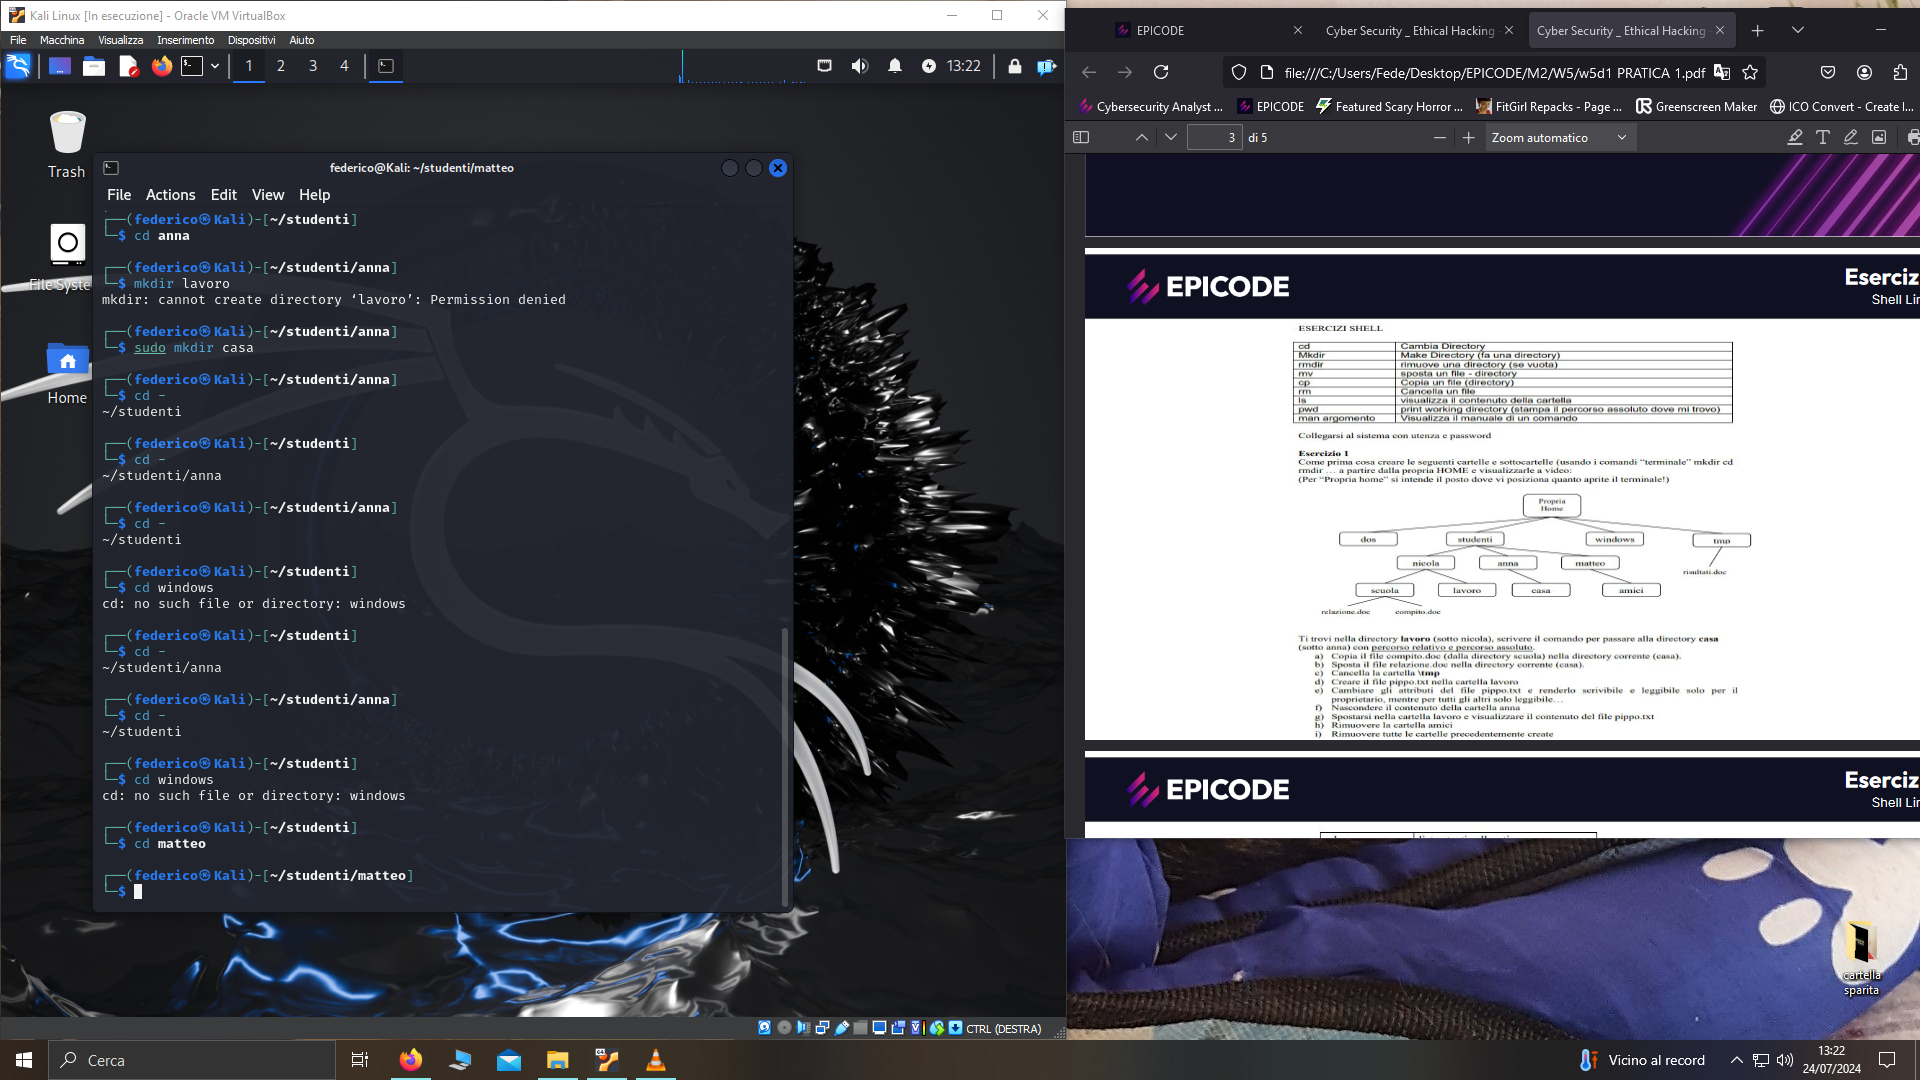 Kali Linux [In esecuzione] - Oracle VM VirtualBox
File Macchina Visualizza Inserimento Dispositivi Aiuto
1 2 3 4
13:22
Trash
File Syste
Home
federico@Kali: ~/studenti/matteo
File Actions Edit View Help
┌──(federico㉿Kali)-[~/studenti]
└─$ cd anna
┌──(federico㉿Kali)-[~/studenti/anna]
└─$ mkdir lavoro
mkdir: cannot create directory ‘lavoro’: Permission denied
┌──(federico㉿Kali)-[~/studenti/anna]
└─$ sudo mkdir casa
┌──(federico㉿Kali)-[~/studenti/anna]
└─$ cd -
~/studenti
┌──(federico㉿Kali)-[~/studenti]
└─$ cd -
~/studenti/anna
┌──(federico㉿Kali)-[~/studenti/anna]
└─$ cd -
~/studenti
┌──(federico㉿Kali)-[~/studenti]
└─$ cd windows
cd: no such file or directory: windows
┌──(federico㉿Kali)-[~/studenti]
└─$ cd -
~/studenti/anna
┌──(federico㉿Kali)-[~/studenti/anna]
└─$ cd -
~/studenti
┌──(federico㉿Kali)-[~/studenti]
└─$ cd windows
cd: no such file or directory: windows
┌──(federico㉿Kali)-[~/studenti]
└─$ cd matteo
┌──(federico㉿Kali)-[~/studenti/matteo]
└─$
CTRL (DESTRA)
EPICODE
Cyber Security _ Ethical Hacking
Cyber Security _ Ethical Hacking
file:///C:/Users/Fede/Desktop/EPICODE/M2/W5/w5d1 PRATICA 1.pdf
Cybersecurity Analyst ... EPICODE Featured Scary Horror ... FitGirl Repacks - Page ... Greenscreen Maker ICO Convert - Create I...
3 di 5
Zoom automatico
EPICODE
Eserciz
Shell Lin
ESERCIZI SHELL
cd Cambia Directory
Mkdir Make Directory (fa una directory)
rmdir rimuove una directory (se vuota)
mv sposta un file - directory
cp Copia un file (directory)
rm Cancella un file
ls visualizza il contenuto della cartella
pwd print working directory (stampa il percorso assoluto dove mi trovo)
man argomento Visualizza il manuale di un comando
Collegarsi al sistema con utenza e password
Esercizio 1
Come prima cosa creare le seguenti cartelle e sottocartelle (usando i comandi “terminale” mkdir cd
rmdir … a partire dalla propria HOME e visualizzarle a video:
(Per “Propria home” si intende il posto dove vi posiziona quanto aprite il terminale!)
Propria
Home
dos studenti windows tmp
nicola anna matteo
risultati.doc
scuola lavoro casa amici
relazione.doc compito.doc
Ti trovi nella directory lavoro (sotto nicola), scrivere il comando per passare alla directory casa
(sotto anna) con percorso relativo e percorso assoluto.
a) Copia il file compito.doc (dalla directory scuola) nella directory corrente (casa).
b) Sposta il file relazione.doc nella directory corrente (casa).
c) Cancella la cartella \tmp
d) Creare il file pippo.txt nella cartella lavoro
e) Cambiare gli attributi del file pippo.txt e renderlo scrivibile e leggibile solo per il
proprietario, mentre per tutti gli altri solo leggibile…
f) Nascondere il contenuto della cartella anna
g) Spostarsi nella cartella lavoro e visualizzare il contenuto del file pippo.txt
h) Rimuovere la cartella amici
i) Rimuovere tutte le cartelle precedentemente create
EPICODE
Eserciz
Shell Lin
cartella
sparita
Cerca
Vicino al record
13:22
24/07/2024